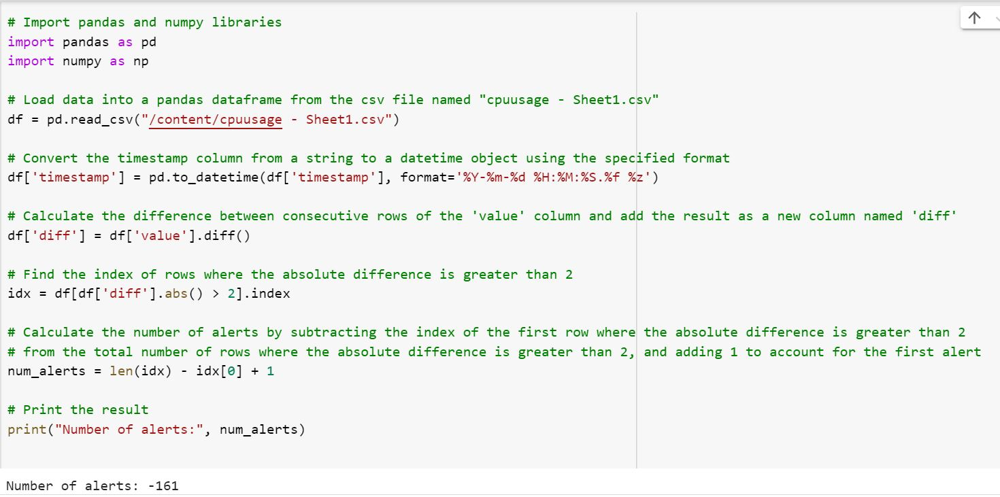 # Import pandas and numpy libraries
import pandas as pd
import numpy as np
# Load data into a pandas dataframe from the csv file named "cpuusage - Sheet1.csv"
df = pd.read_csv("/content/cpuusage - Sheet1.csv")
# Convert the timestamp column from a string to a datetime object using the specified format
df['timestamp'] = pd.to_datetime(df['timestamp'], format='%Y-%m-%d %H:%M:%S.%f %z')
# Calculate the difference between consecutive rows of the 'value' column and add the result as a new column named 'diff'
df['diff'] = df['value'].diff()
# Find the index of rows where the absolute difference is greater than 2
idx = df[df['diff'].abs() > 2].index
# Calculate the number of alerts by subtracting the index of the first row where the absolute difference is greater than 2
# from the total number of rows where the absolute difference is greater than 2, and adding 1 to account for the first alert
num_alerts = len(idx) - idx[0] + 1
# Print the result
print("Number of alerts:", num_alerts)
Number of alerts: -161